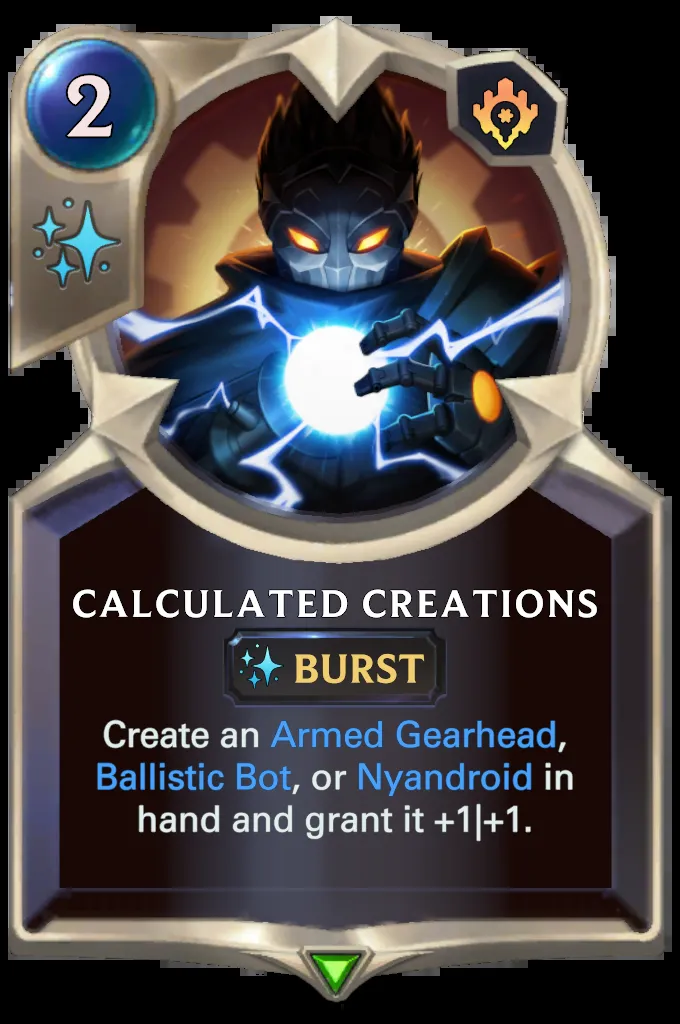 2
CALCULATED CREATIONS
BURST
Create an Armed Gearhead,
Ballistic Bot, or Nyandroid in
hand and grant it +1|+1.